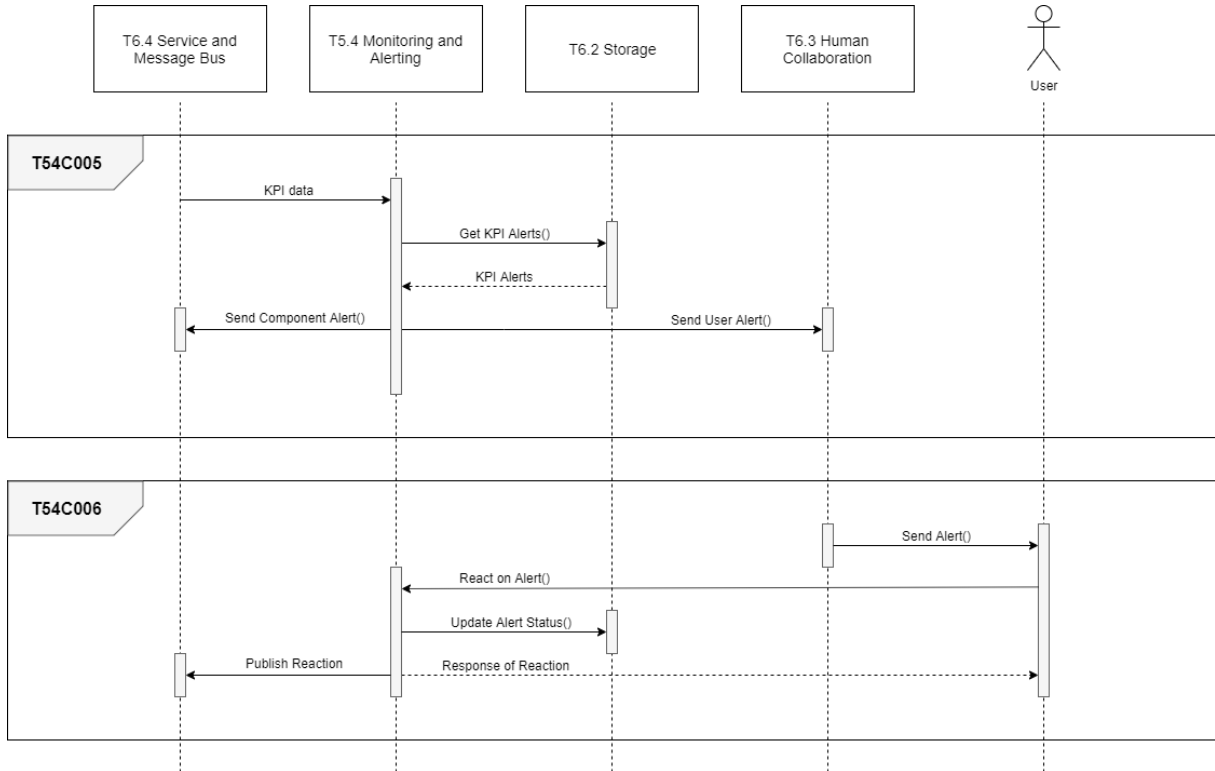 T6.4 Service and
Message Bus
T5.4 Monitoring and
Alerting
T6.2 Storage
T6.3 Human
Collaboration
User
T54C005
KPI data
Get KPI Alerts()
KPI Alerts
Send Component Alert()
Send User Alert()
T54C006
Send Alert()
React on Alert()
Update Alert Status()
Publish Reaction
Response of Reaction